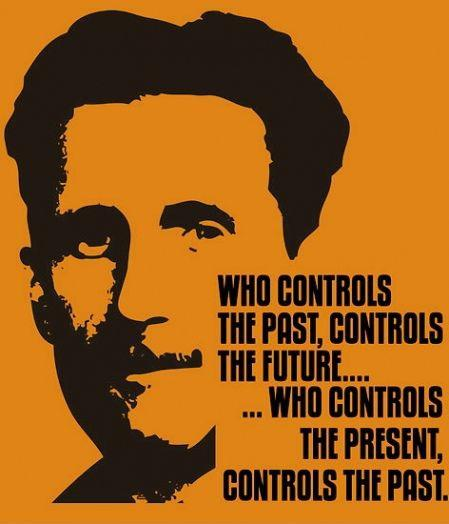 WHO CONTROLS
THE PAST, CONTROLS
THE FUTURE....
... WHO CONTROLS
THE PRESENT,
CONTROLS THE PAST.